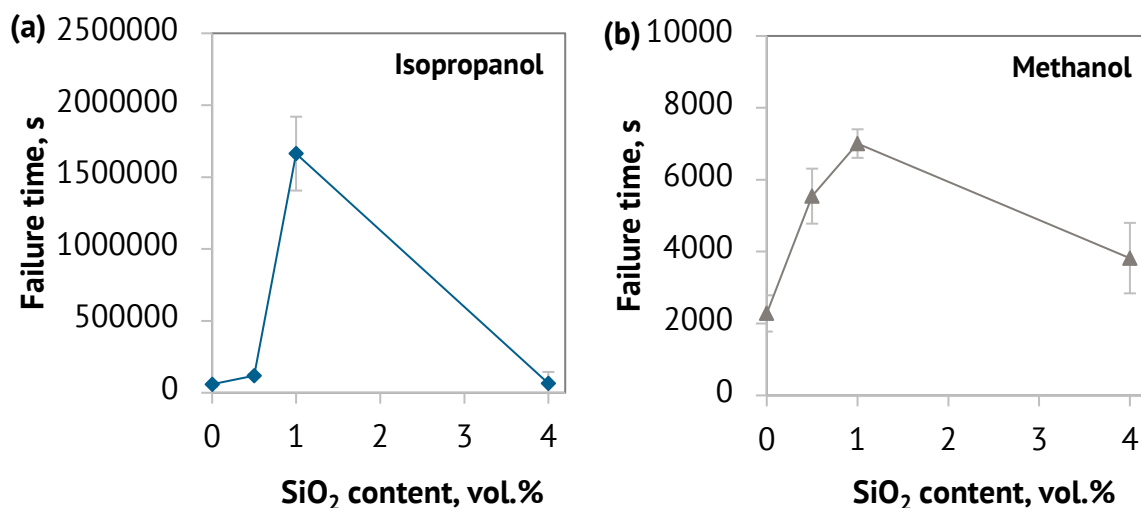 (a)
Isopropanol
Failure time, s
2500000
2000000
1500000
1000000
500000
0
0 1 2 3 4
SiO₂ content, vol.%
(b)
Methanol
Failure time, s
10000
8000
6000
4000
2000
0
0 1 2 3 4
SiO₂ content, vol.%